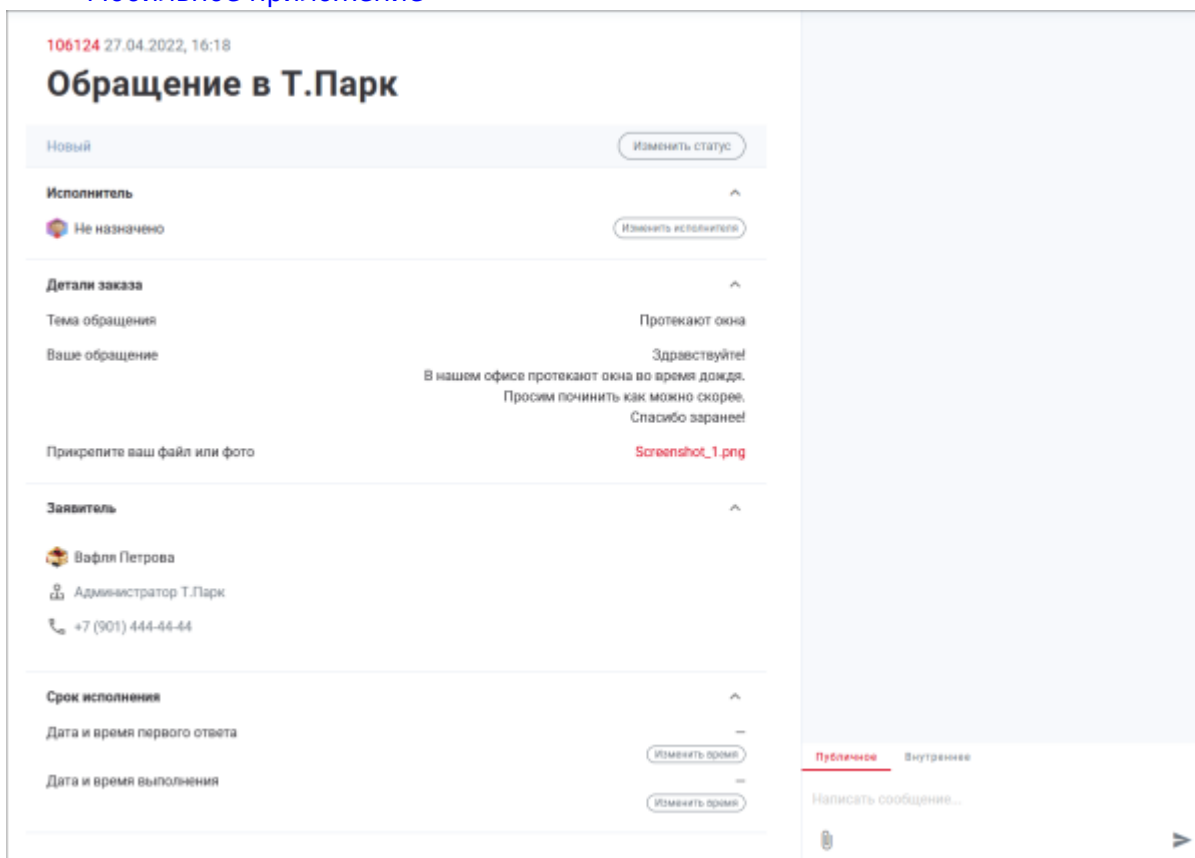 Мобильное приложение
106124 27.04.2022, 16:18
Обращение в Т.Парк
Новый
Изменить статус
Исполнитель
Не назначено
Изменить исполнителя
Детали заказа
Тема обращения
Протекают окна
Ваше обращение
Здравствуйте!
В нашем офисе протекают окна во время дождя.
Просим починить как можно скорее.
Спасибо заранее!
Прикрепите ваш файл или фото
Screenshot_1.png
Заявитель
Вафля Петрова
Администратор Т.Парк
+7 (901) 444-44-44
Срок исполнения
Дата и время первого ответа
–
Изменить время
Дата и время выполнения
–
Изменить время
Публичное
Внутреннее
Написать сообщение...